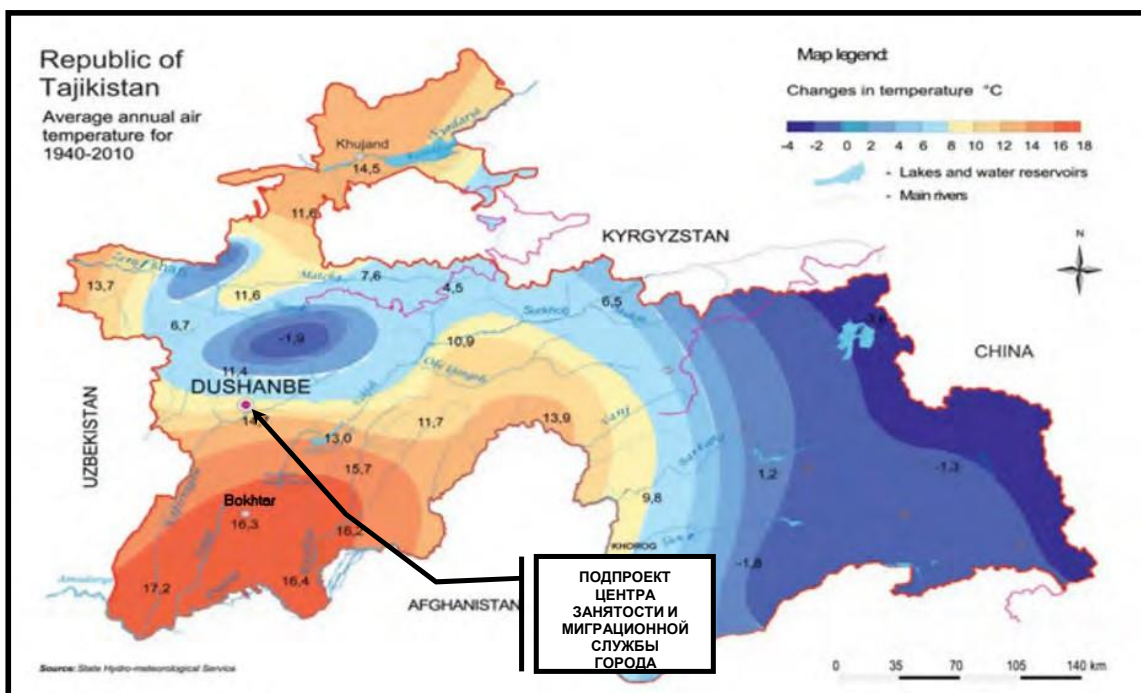 Republic of
Tajikistan
Average annual air
temperature for
1940-2010
Map legend:
Changes in temperature °C
-4 -2 0 2 4 6 8 10 12 14 16 18
- Lakes and water reservoirs
- Main rivers
N
Khujand
14,5
11,6
KYRGYZSTAN
Zerafshan
13,7
11,6
Matcha
7,6
4,5
6,5
6,7
-1,9
Surkhob
10,9
CHINA
11,4
DUSHANBE
UZBEKISTAN
13,0
11,7
13,9
Vanj
15,7
Bartang
1,2
-1,3
Bokhtar
16,3
16,2
9,8
KHOROG
17,2
16,4
-1,8
AFGHANISTAN
ПОДПРОЕКТ
ЦЕНТРА
ЗАНЯТОСТИ И
МИГРАЦИОННОЙ
СЛУЖБЫ
ГОРОДА
Source: State Hydro-meteorological Service
0 35 70 105 140 km